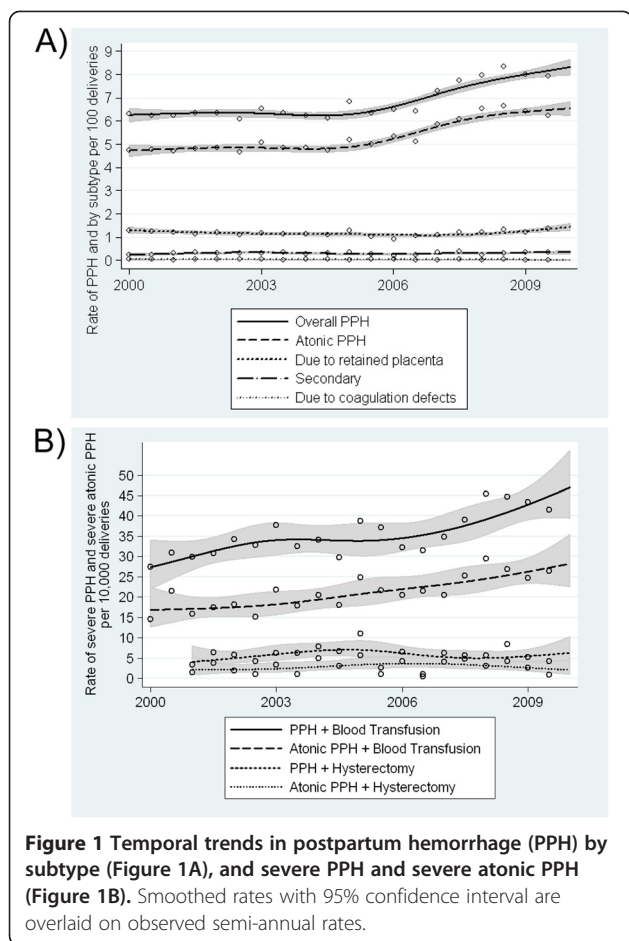 A)
Rate of PPH and by subtype per 100 deliveries
9
8
7
6
5
4
3
2
1
0
2000 2003 2006 2009
Overall PPH
Atonic PPH
Due to retained placenta
Secondary
Due to coagulation defects
B)
Rate of severe PPH and severe atonic PPH
per 10,000 deliveries
50
45
40
35
30
25
20
15
10
5
0
2000 2003 2006 2009
PPH + Blood Transfusion
Atonic PPH + Blood Transfusion
PPH + Hysterectomy
Atonic PPH + Hysterectomy
Figure 1 Temporal trends in postpartum hemorrhage (PPH) by
subtype (Figure 1A), and severe PPH and severe atonic PPH
(Figure 1B). Smoothed rates with 95% confidence interval are
overlaid on observed semi-annual rates.